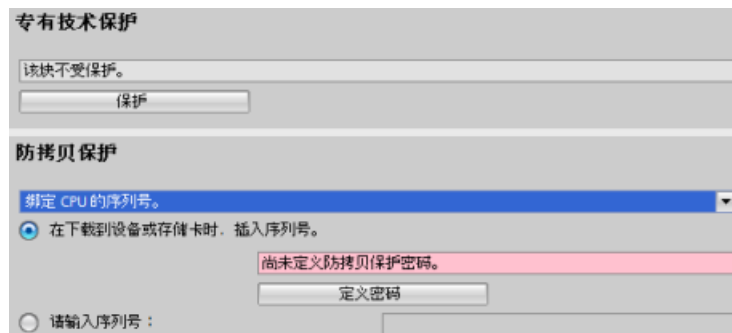 专有技术保护
该块不受保护。
保护
防拷贝保护
绑定 CPU 的序列号。
在下载到设备或存储卡时，插入序列号。
尚未定义防拷贝保护密码。
定义密码
请输入序列号：